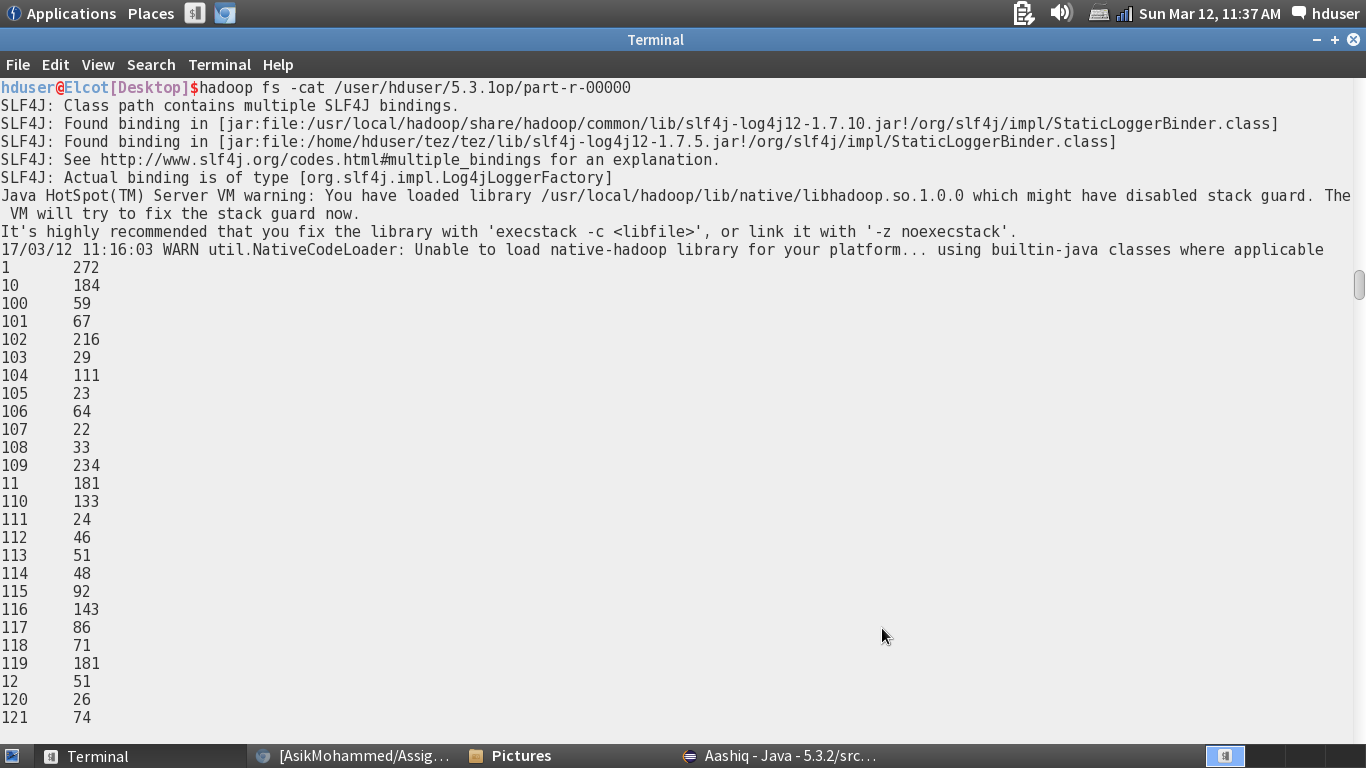 Applications Places Sun Mar 12, 11:37 AM hduser
Terminal
File Edit View Search Terminal Help
hduser@Elcot[Desktop]$hadoop fs -cat /user/hduser/5.3.1op/part-r-00000
SLF4J: Class path contains multiple SLF4J bindings.
SLF4J: Found binding in [jar:file:/usr/local/hadoop/share/hadoop/common/lib/slf4j-log4j12-1.7.10.jar!/org/slf4j/impl/StaticLoggerBinder.class]
SLF4J: Found binding in [jar:file:/home/hduser/tez/tez/lib/slf4j-log4j12-1.7.5.jar!/org/slf4j/impl/StaticLoggerBinder.class]
SLF4J: See http://www.slf4j.org/codes.html#multiple_bindings for an explanation.
SLF4J: Actual binding is of type [org.slf4j.impl.Log4jLoggerFactory]
Java HotSpot(TM) Server VM warning: You have loaded library /usr/local/hadoop/lib/native/libhadoop.so.1.0.0 which might have disabled stack guard. The
VM will try to fix the stack guard now.
It's highly recommended that you fix the library with 'execstack -c <libfile>', or link it with '-z noexecstack'.
17/03/12 11:16:03 WARN util.NativeCodeLoader: Unable to load native-hadoop library for your platform... using builtin-java classes where applicable
1 272
10 184
100 59
101 67
102 216
103 29
104 111
105 23
106 64
107 22
108 33
109 234
11 181
110 133
111 24
112 46
113 51
114 48
115 92
116 143
117 86
118 71
119 181
12 51
120 26
121 74
Terminal [AsikMohammed/Assig... Pictures Aashiq - Java - 5.3.2/src...